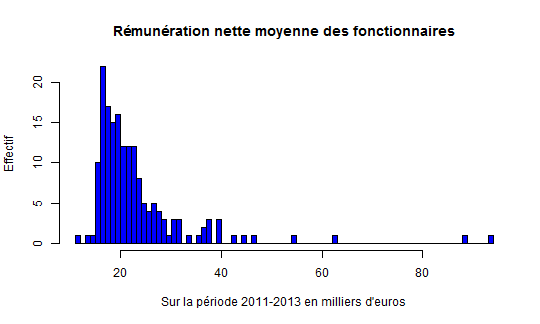 Rémunération nette moyenne des fonctionnaires
Effectif
20
15
10
5
0
20 40 60 80
Sur la période 2011-2013 en milliers d'euros